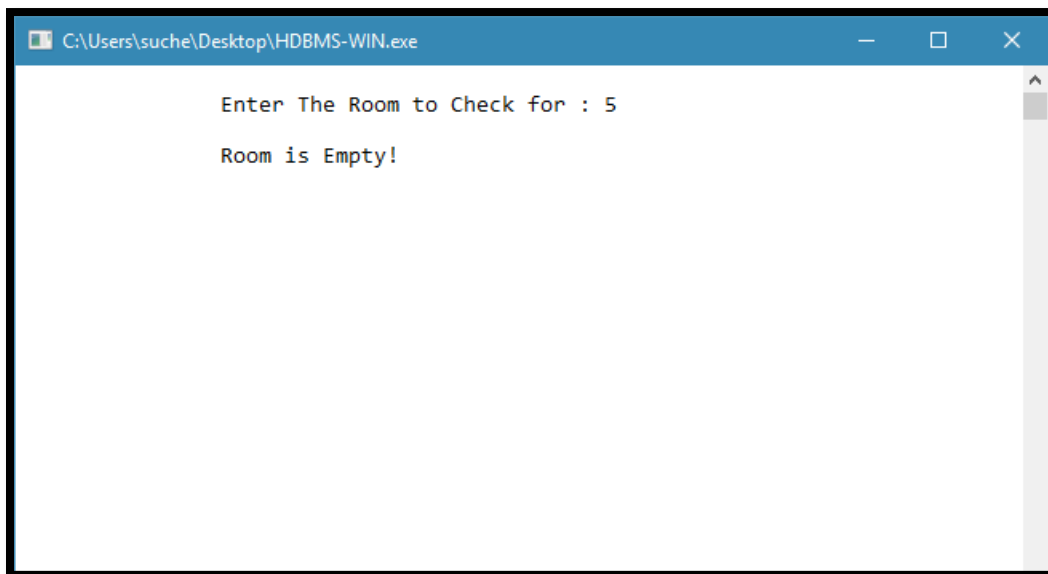 C:\Users\suche\Desktop\HDBMS-WIN.exe
Enter The Room to Check for : 5
Room is Empty!